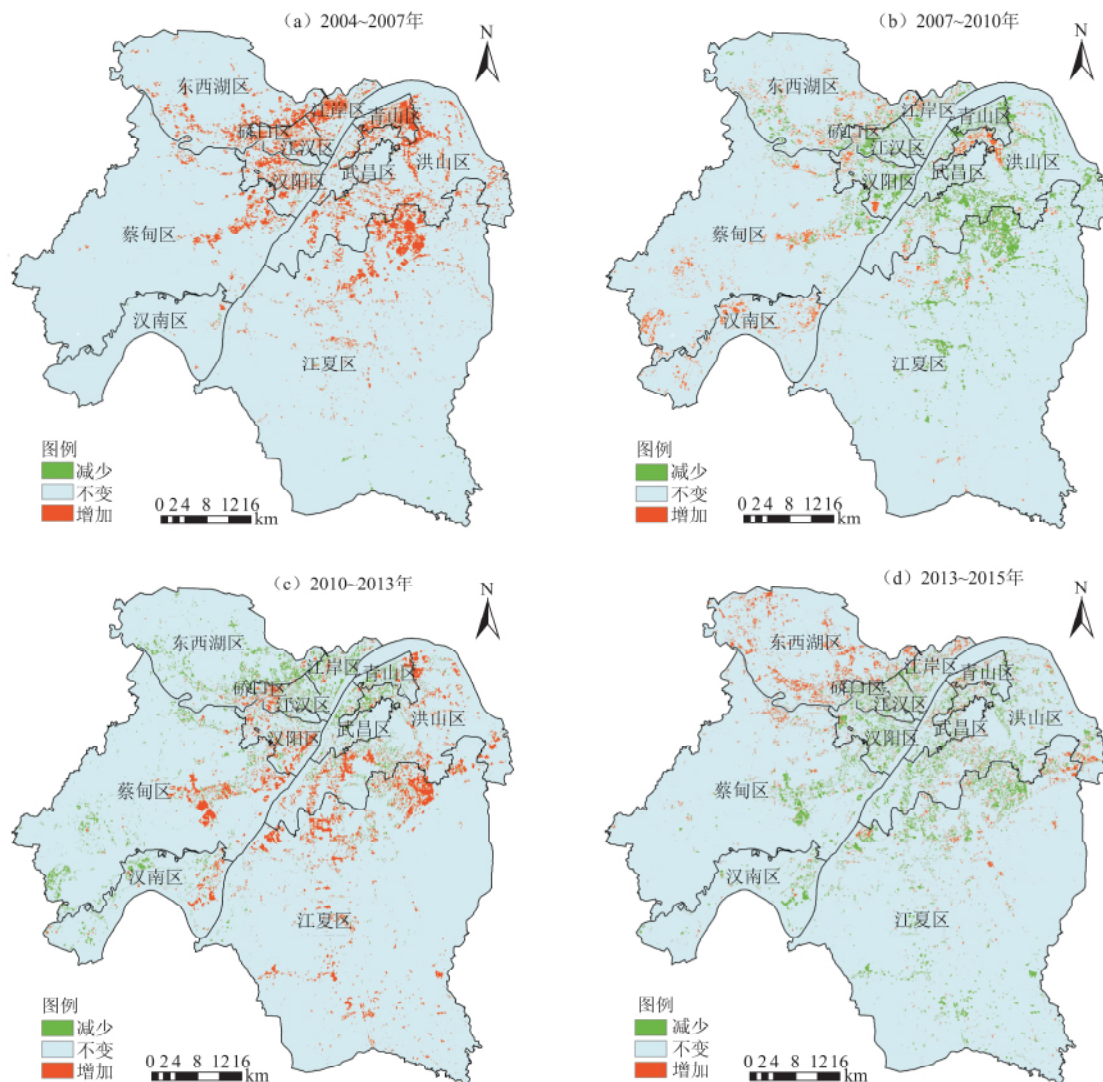 （a）2004~2007年
N
东西湖区
江岸区
青山区
硚口区
江汉区
洪山区
武昌区
汉阳区
蔡甸区
汉南区
江夏区
图例
减少
不变
增加
0 2 4 8 12 16
km
（b）2007~2010年
N
东西湖区
江岸区
青山区
硚口区
江汉区
洪山区
武昌区
汉阳区
蔡甸区
汉南区
江夏区
图例
减少
不变
增加
0 2 4 8 12 16
km
（c）2010~2013年
N
东西湖区
江岸区
青山区
硚口区
江汉区
洪山区
武昌区
汉阳区
蔡甸区
汉南区
江夏区
图例
减少
不变
增加
0 2 4 8 12 16
km
（d）2013~2015年
N
东西湖区
江岸区
青山区
硚口区
江汉区
洪山区
武昌区
汉阳区
蔡甸区
汉南区
江夏区
图例
减少
不变
增加
0 2 4 8 12 16
km